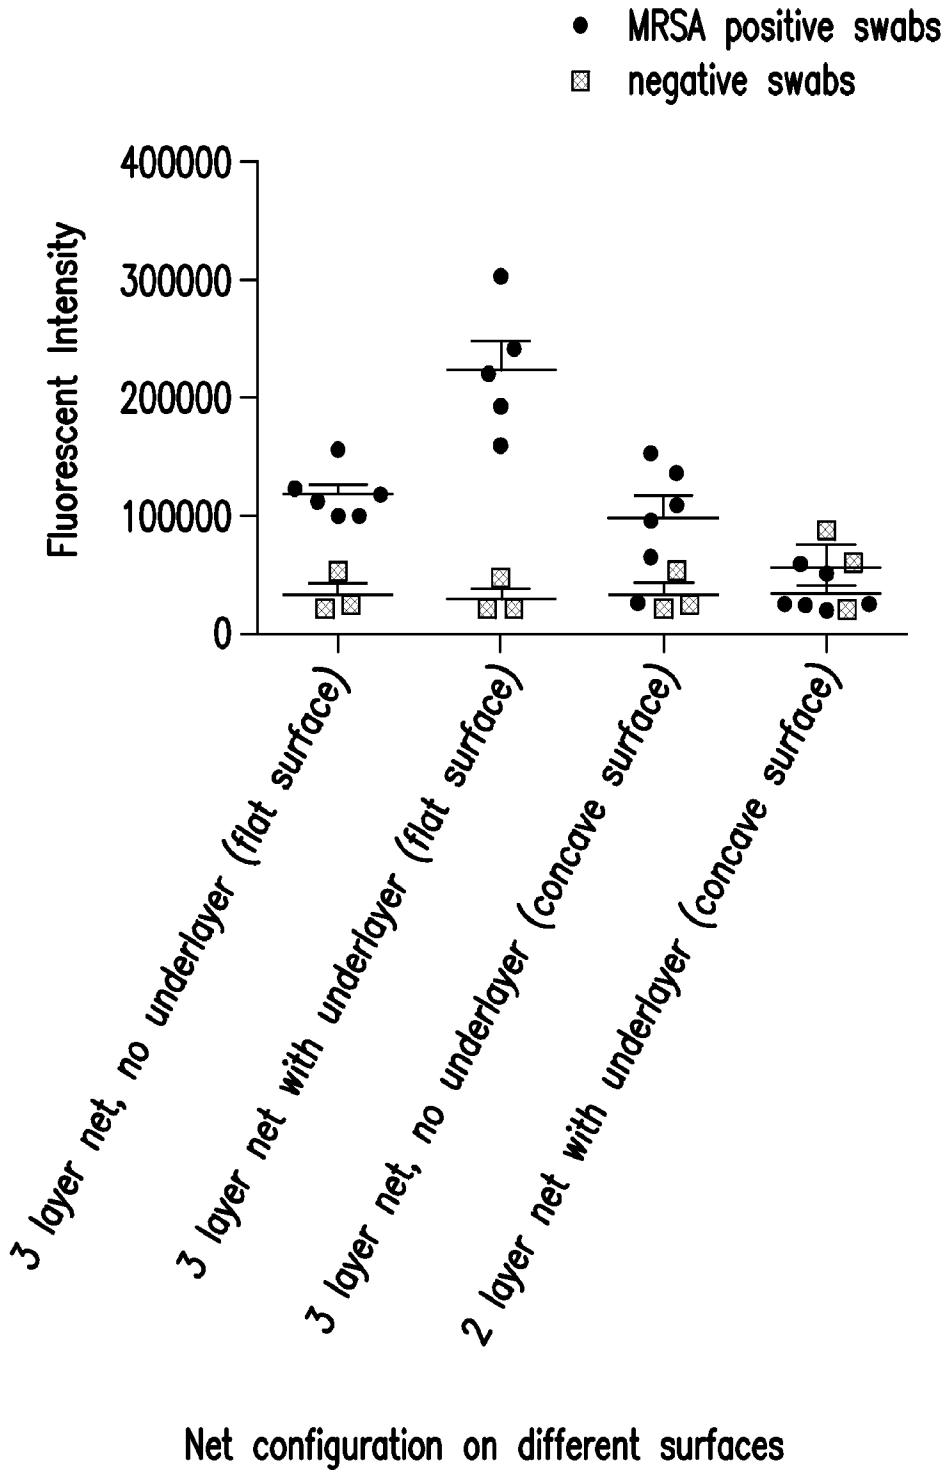 MRSA positive swabs
negative swabs
Fluorescent Intensity
400000
300000
200000
100000
0
3 layer net, no underlayer (flat surface)
3 layer net with underlayer (flat surface)
3 layer net, no underlayer (concave surface)
2 layer net with underlayer (concave surface)
Net configuration on different surfaces